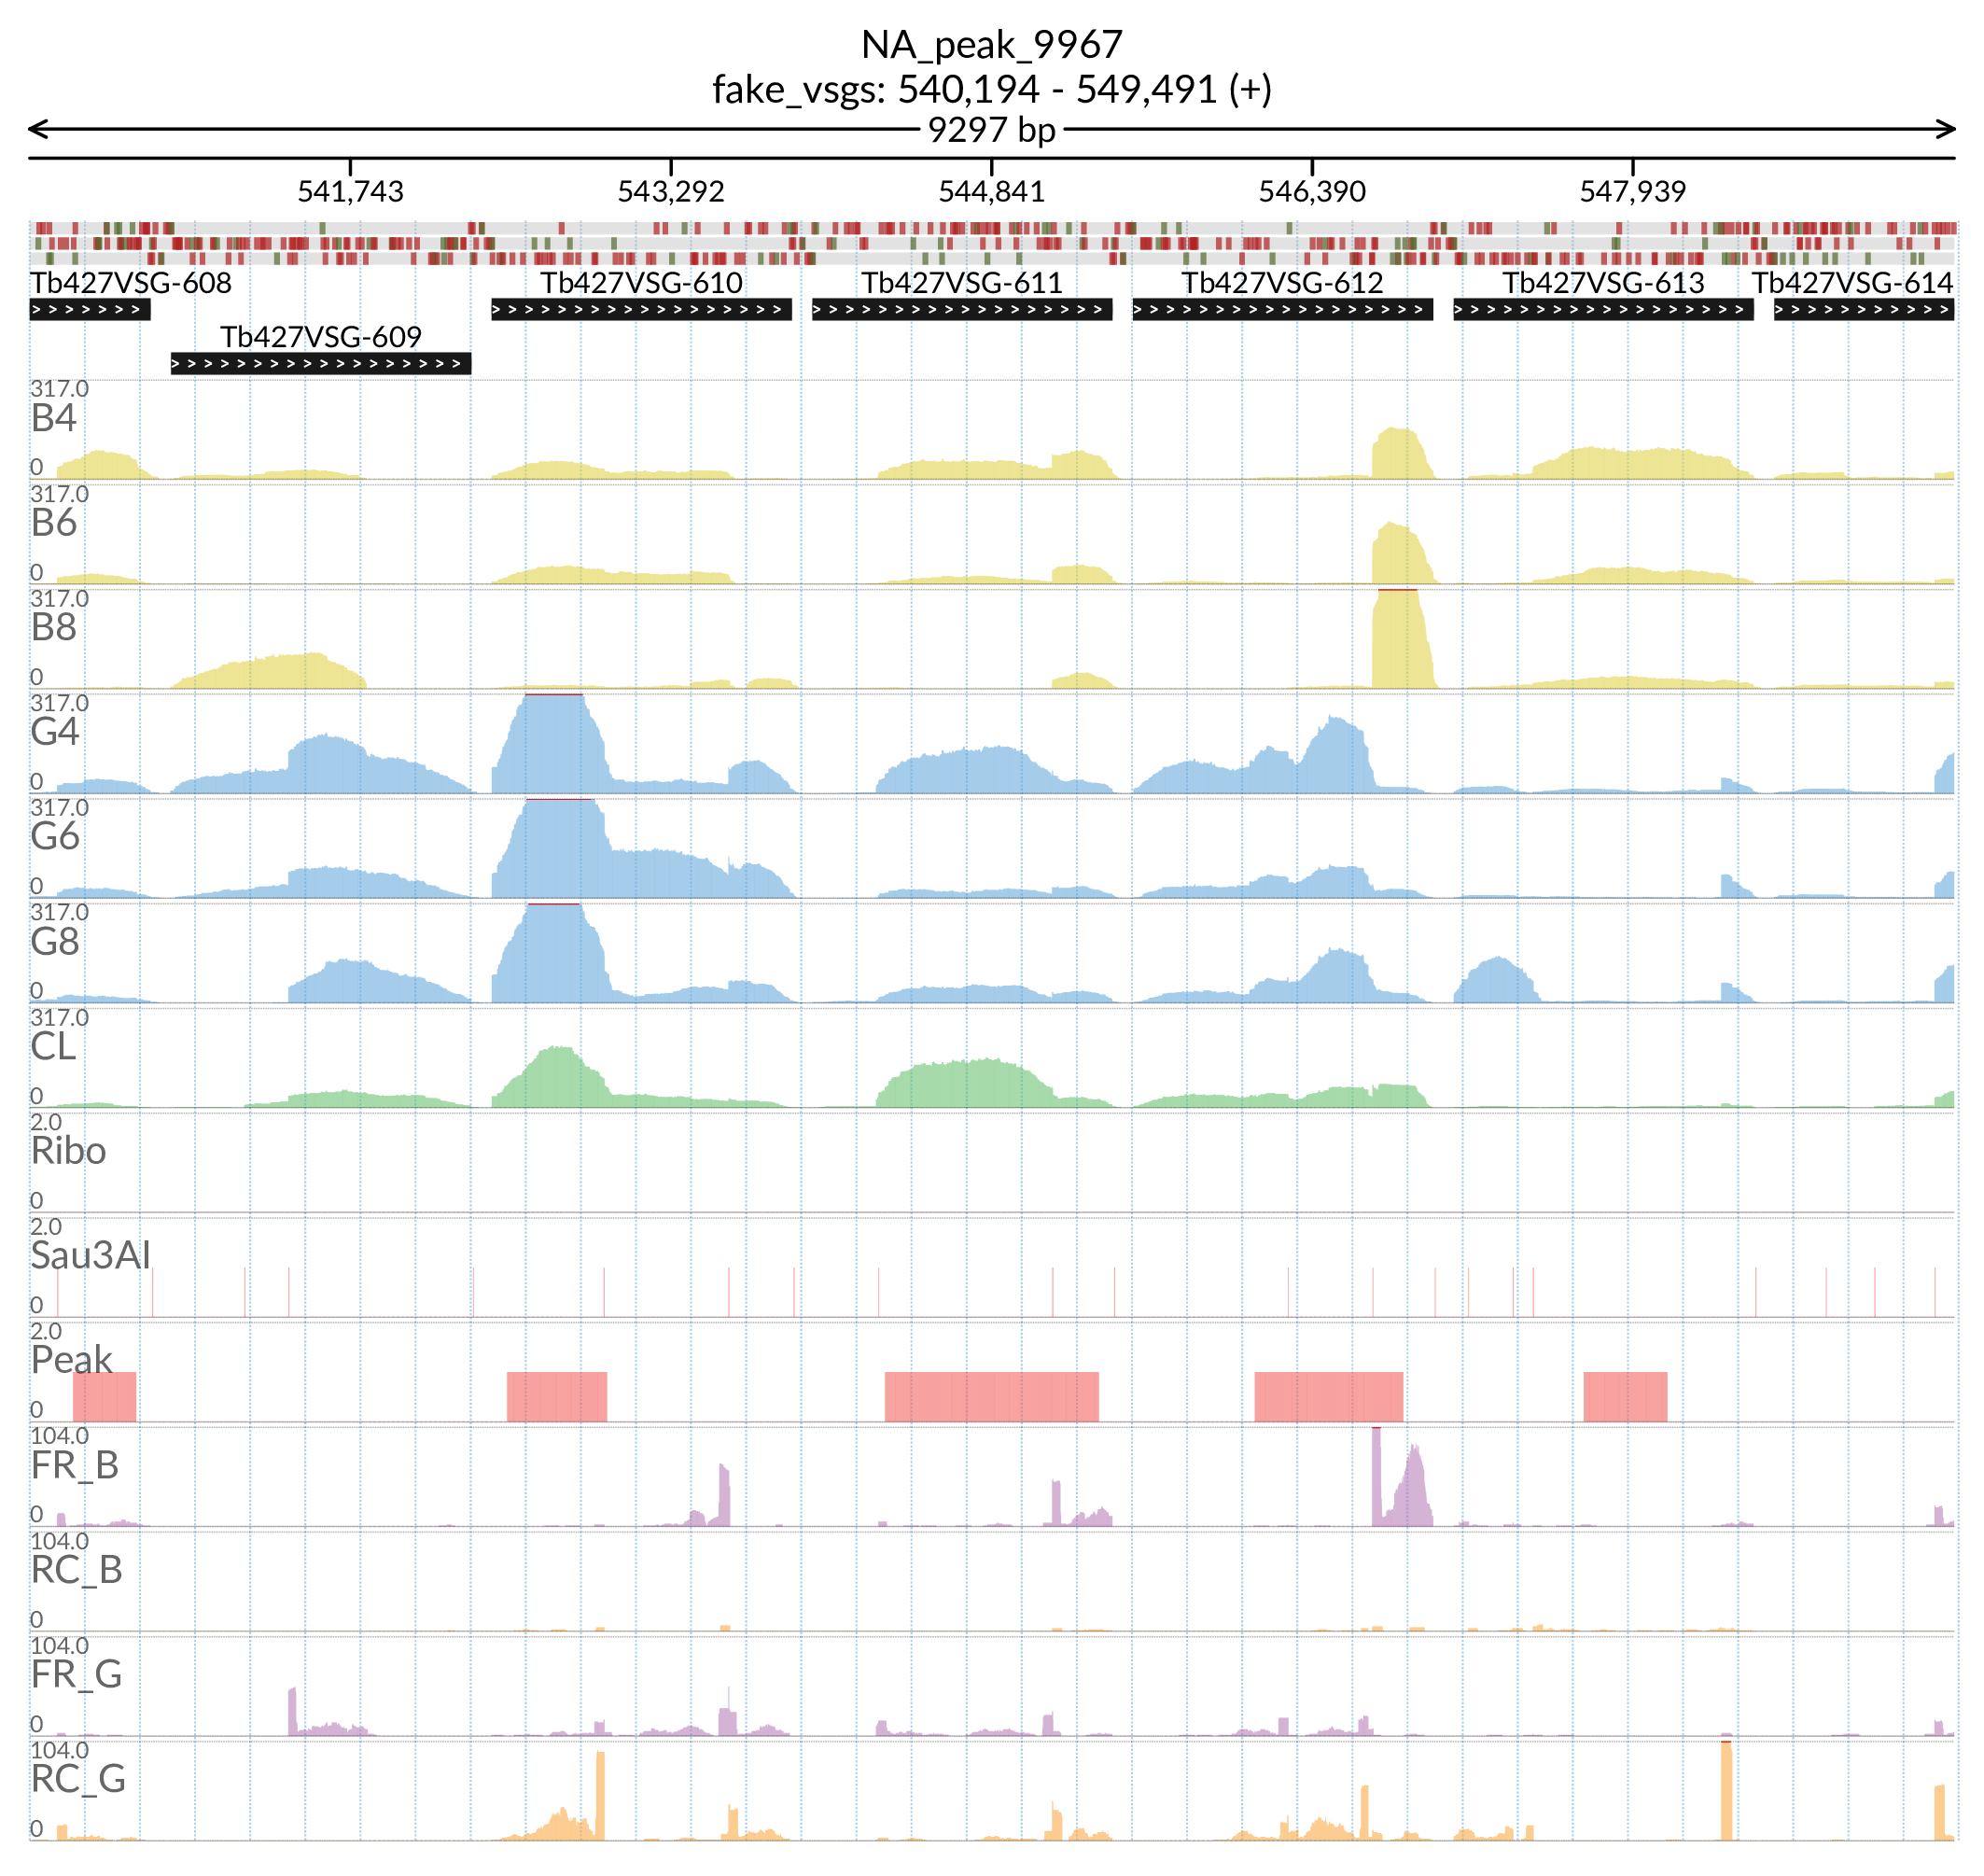 NA_peak_9967
fake_vsgs: 540,194 - 549,491 (+)
9297 bp
541,743 543,292 544,841 546,390 547,939
Tb427VSG-608 Tb427VSG-610 Tb427VSG-611 Tb427VSG-612 Tb427VSG-613 Tb427VSG-614
Tb427VSG-609
317.0
B4
0
317.0
B6
0
317.0
B8
0
317.0
G4
0
317.0
G6
0
317.0
G8
0
317.0
CL
0
2.0
Ribo
0
2.0
Sau3AI
0
2.0
Peak
0
104.0
FR_B
0
104.0
RC_B
0
104.0
FR_G
0
104.0
RC_G
0